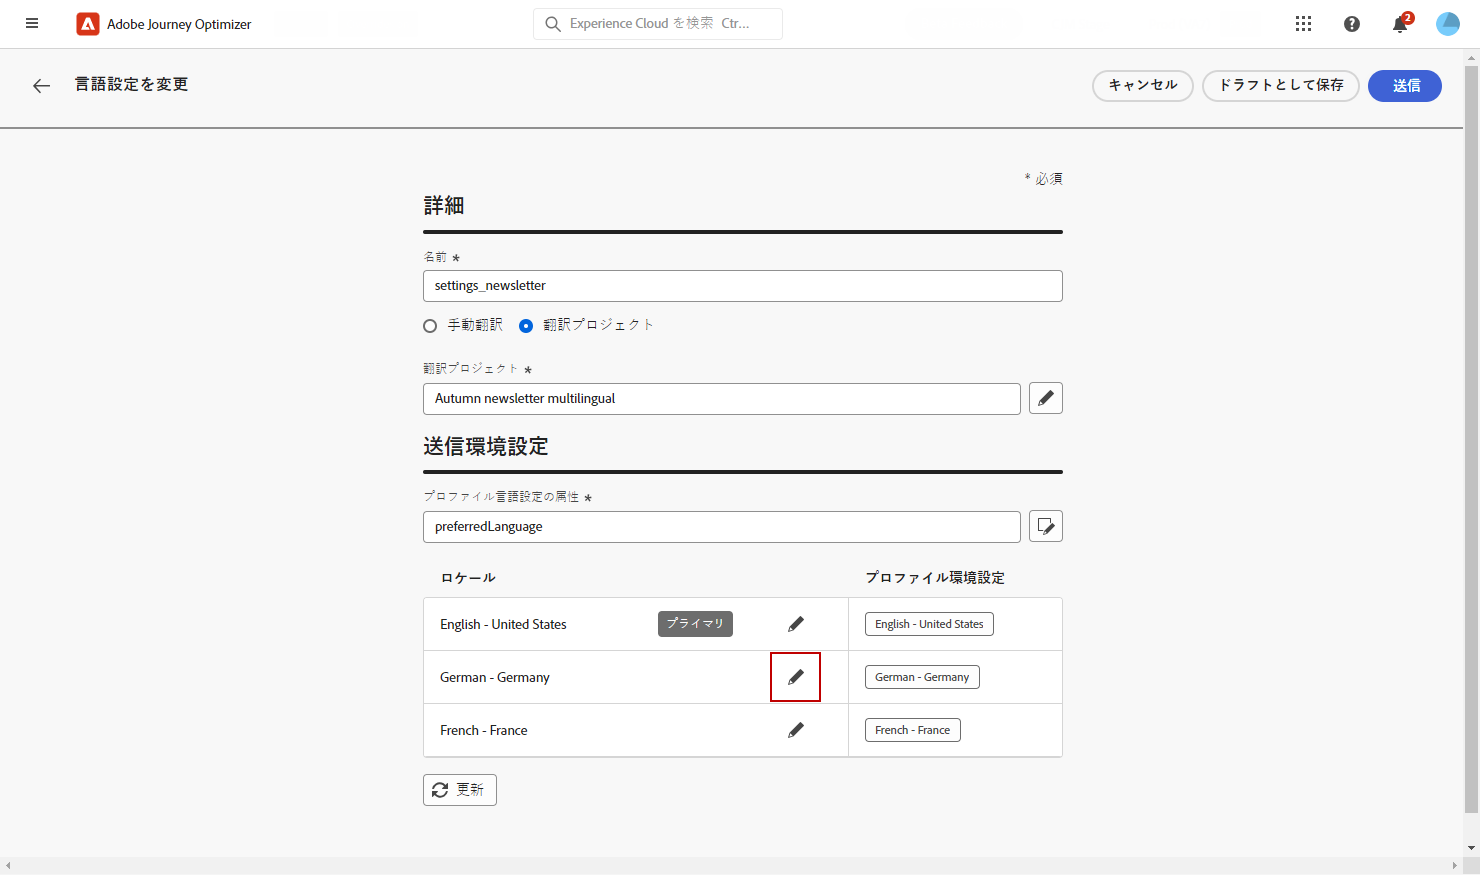 Adobe Journey Optimizer
Experience Cloud を検索 Ctr...
2
言語設定を変更
キャンセル
ドラフトとして保存
送信
* 必須
詳細
名前 *
settings_newsletter
手動翻訳
翻訳プロジェクト
翻訳プロジェクト *
Autumn newsletter multilingual
送信環境設定
プロファイル言語設定の属性 *
preferredLanguage
ロケール
プロファイル環境設定
English - United States
プライマリ
English - United States
German - Germany
German - Germany
French - France
French - France
更新